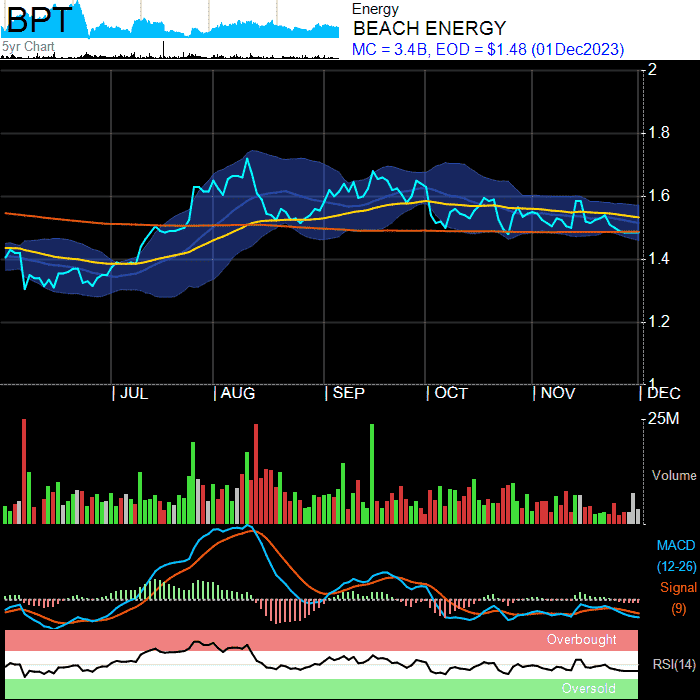 BPT
5yr Chart
Energy
BEACH ENERGY
MC = 3.4B, EOD = $1.48 (01Dec2023)
2
1.8
1.6
1.4
1.2
1
JUL AUG SEP OCT NOV DEC
25M
Volume
MACD
(12-26)
Signal
(9)
Overbought
RSI(14)
Oversold